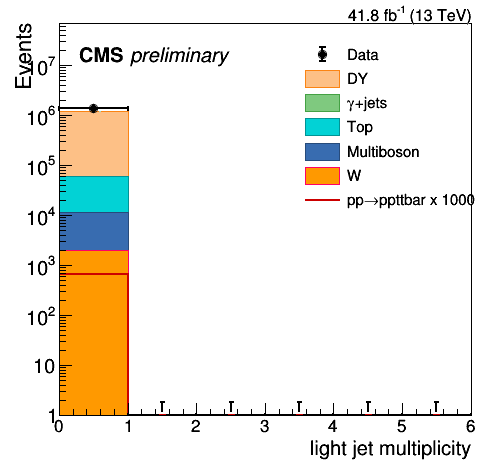 41.8 fb⁻¹ (13 TeV)
Events
CMS preliminary
Data
DY
γ+jets
Top
Multiboson
W
pp→ppttbar x 1000
10⁷
10⁶
10⁵
10⁴
10³
10²
10
1
0 1 2 3 4 5 6
light jet multiplicity